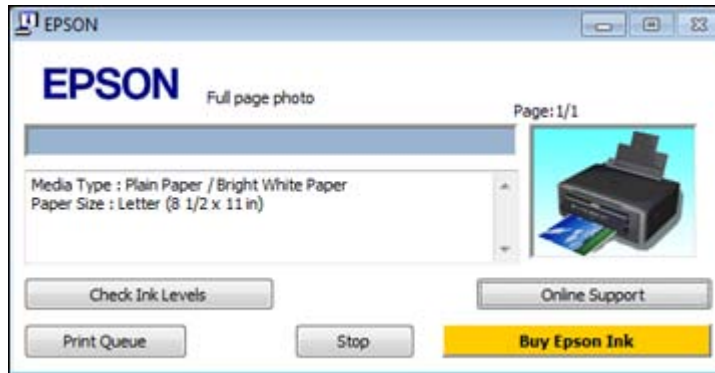 EPSON
EPSON
Full page photo
Page:1/1
Media Type : Plain Paper / Bright White Paper
Paper Size : Letter (8 1/2 x 11 in)
Check Ink Levels
Online Support
Print Queue
Stop
Buy Epson Ink